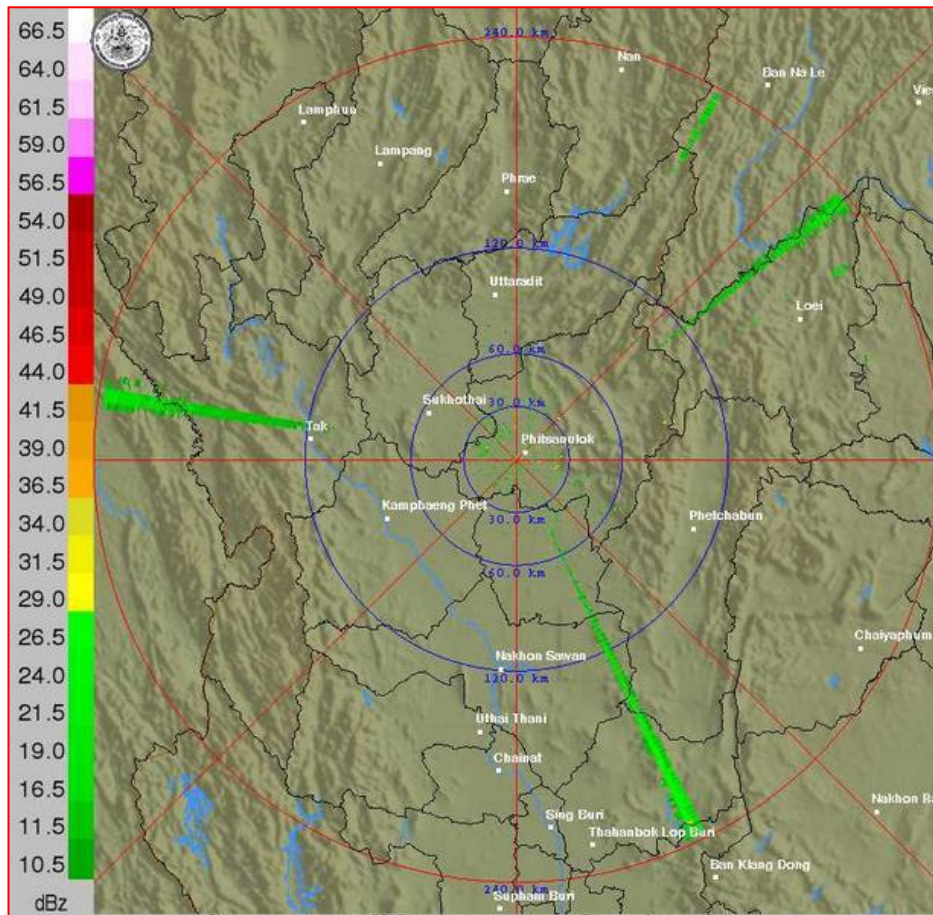 66.5
64.0
61.5
59.0
56.5
54.0
51.5
49.0
46.5
44.0
41.5
39.0
36.5
34.0
31.5
29.0
26.5
24.0
21.5
19.0
16.5
11.5
10.5
dBz
240.0 km
Nan
Ban Na Le
Lamphun
Lampang
Phrae
120.0 km
Uttaradit
Loei
60.0 km
Sukhothai
30.0 km
Tak
Phitsanulok
Kamphaeng Phet
30.0 km
Phetchabun
60.0 km
Chaiyaphum
Nakhon Sawan
120.0 km
Uthai Thani
Chainat
Nakhon Ra
Sing Buri
Thahanbok Lop Buri
Ban Klang Dong
240.0 km
Suphan Buri